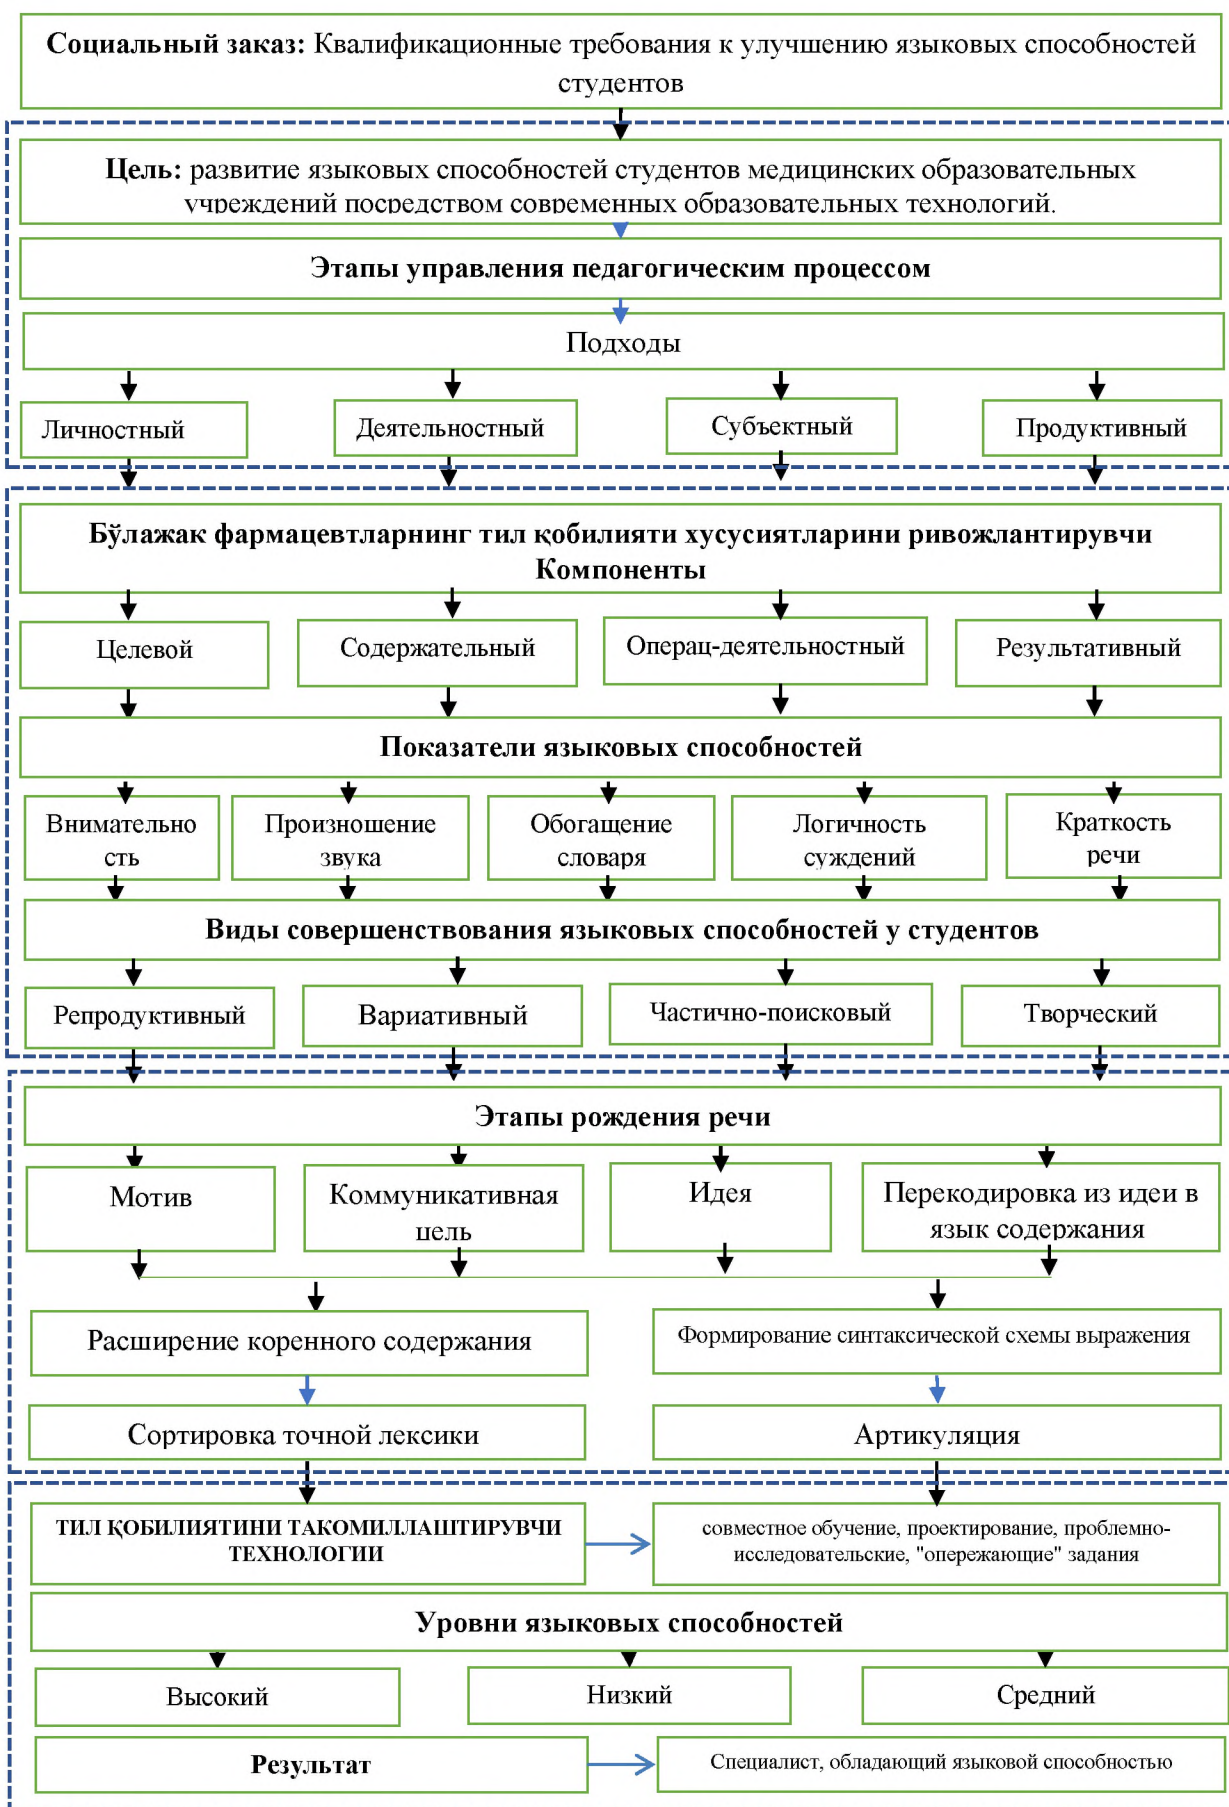 Социальный заказ: Квалификационные требования к улучшению языковых способностей
студентов
Цель: развитие языковых способностей студентов медицинских образовательных
учреждений посредством современных образовательных технологий.
Этапы управления педагогическим процессом
Подходы
Личностный
Деятельностный
Субъектный
Продуктивный
Бўлажак фармацевтларнинг тил қобилияти хусусиятларини ривожлантирувчи
Компоненты
Целевой
Содержательный
Операц-деятельностный
Результативный
Показатели языковых способностей
Внимательно
сть
Произношение
звука
Обогащение
словаря
Логичность
суждений
Краткость
речи
Виды совершенствования языковых способностей у студентов
Репродуктивный
Вариативный
Частично-поисковый
Творческий
Этапы рождения речи
Мотив
Коммуникативная
цель
Идея
Перекодировка из идеи в
язык содержания
Расширение коренного содержания
Формирование синтаксической схемы выражения
Сортировка точной лексики
Артикуляция
ТИЛ ҚОБИЛИЯТИНИ ТАКОМИЛЛАШТИРУВЧИ
ТЕХНОЛОГИИ
совместное обучение, проектирование, проблемно-
исследовательские, "опережающие" задания
Уровни языковых способностей
Высокий
Низкий
Средний
Результат
Специалист, обладающий языковой способностью